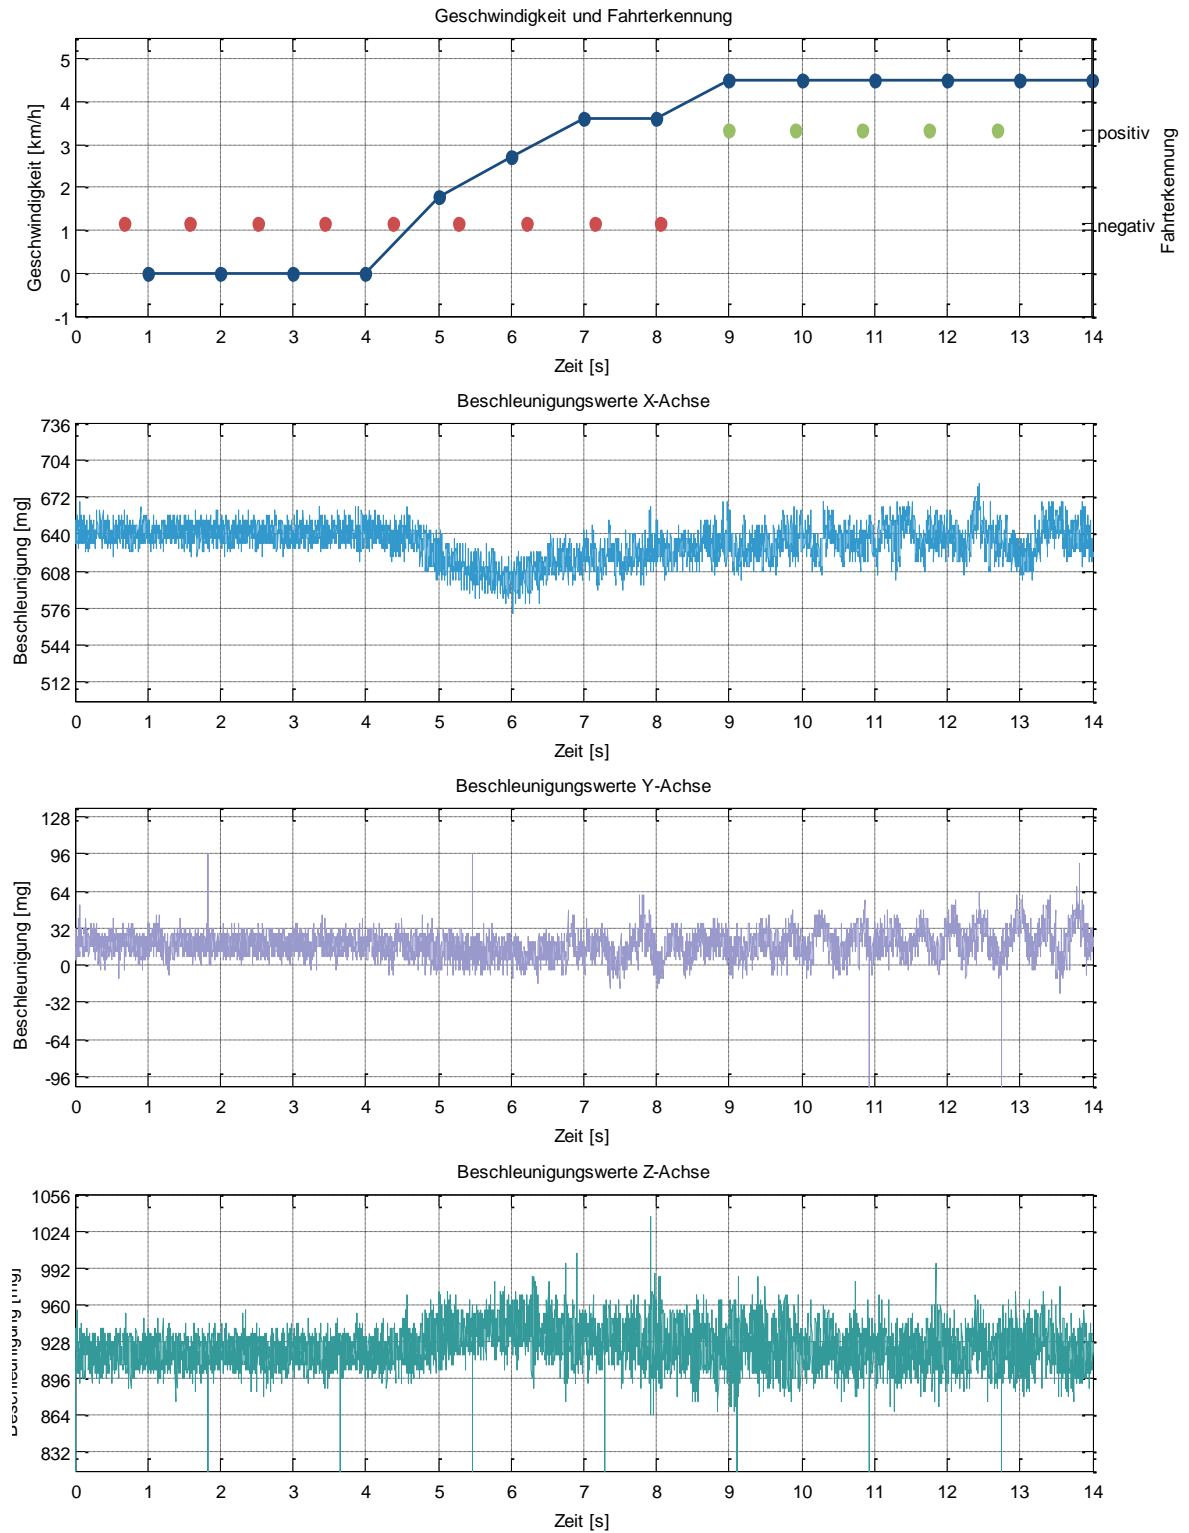 Geschwindigkeit und Fahrterkennung
5
4
3
2
1
0
-1
Geschwindigkeit [km/h]
positiv
negativ
Fahrterkennung
0 1 2 3 4 5 6 7 8 9 10 11 12 13 14
Zeit [s]
Beschleunigungswerte X-Achse
736
704
672
640
608
576
544
512
Beschleunigung [mg]
0 1 2 3 4 5 6 7 8 9 10 11 12 13 14
Zeit [s]
Beschleunigungswerte Y-Achse
128
96
64
32
0
-32
-64
-96
Beschleunigung [mg]
0 1 2 3 4 5 6 7 8 9 10 11 12 13 14
Zeit [s]
Beschleunigungswerte Z-Achse
1056
1024
992
960
928
896
864
832
Beschleunigung [mg]
0 1 2 3 4 5 6 7 8 9 10 11 12 13 14
Zeit [s]